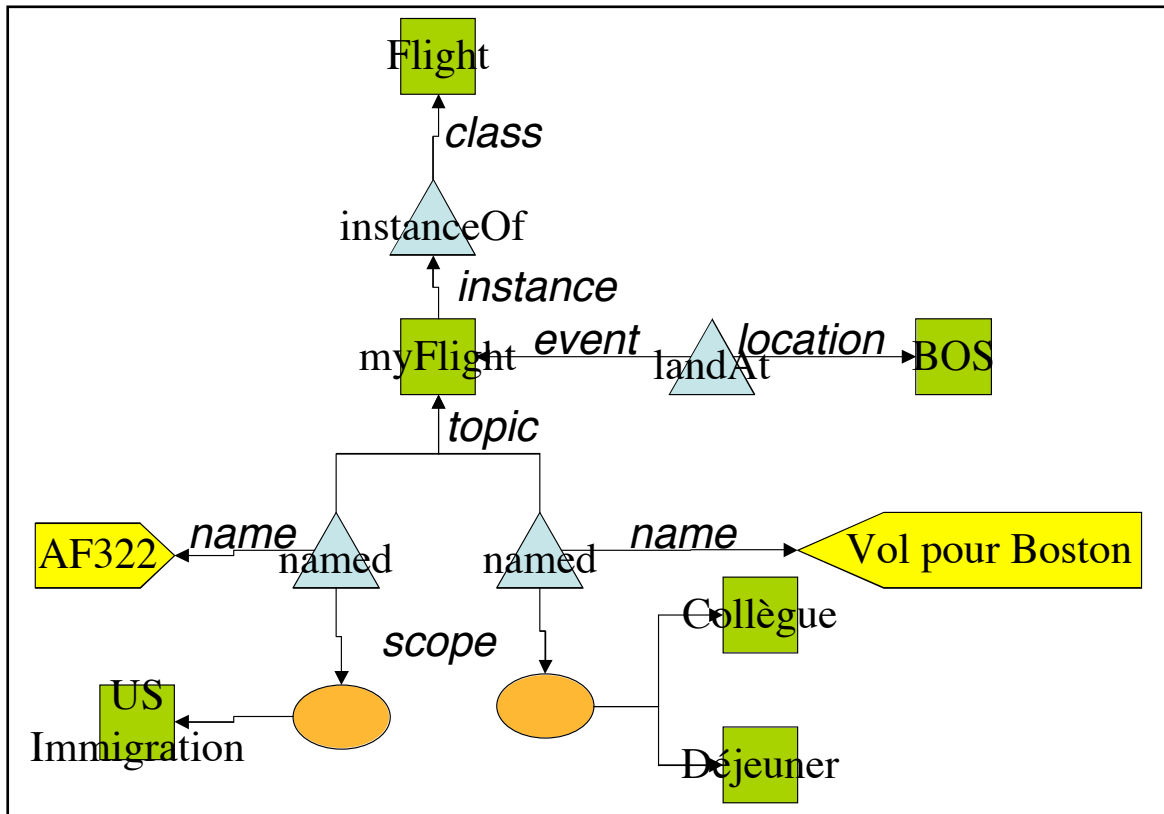 Flight
class
instanceOf
instance
myFlight
event
landAt
location
BOS
topic
AF322
name
named
named
name
Vol pour Boston
Collègue
scope
US
Immigration
Déjeuner